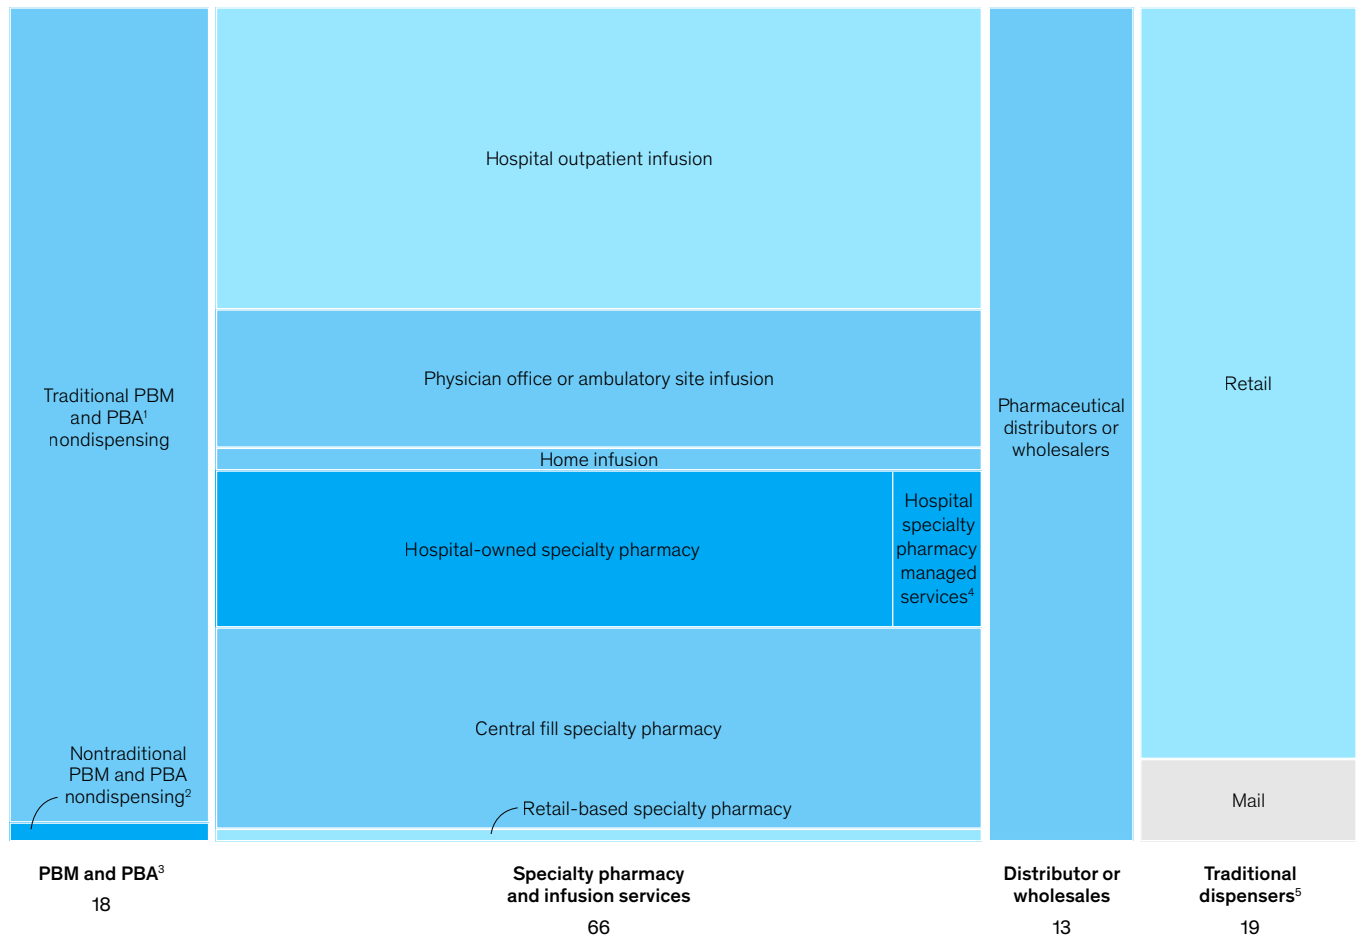 Hospital outpatient infusion
Physician office or ambulatory site infusion
Traditional PBM
and PBA¹
nondispensing
Retail
Pharmaceutical
distributors or
wholesalers
Home infusion
Hospital-owned specialty pharmacy
Hospital
specialty
pharmacy
managed
services⁴
Central fill specialty pharmacy
Nontraditional
PBM and PBA
nondispensing²
Retail-based specialty pharmacy
Mail
PBM and PBA³
18
Specialty pharmacy
and infusion services
66
Distributor or
wholesales
13
Traditional
dispensers⁵
19